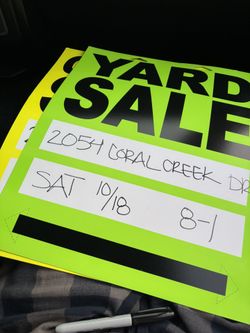 YARD
SALE
2054 CORAL CREEK DR
SAT 10/18 8-1